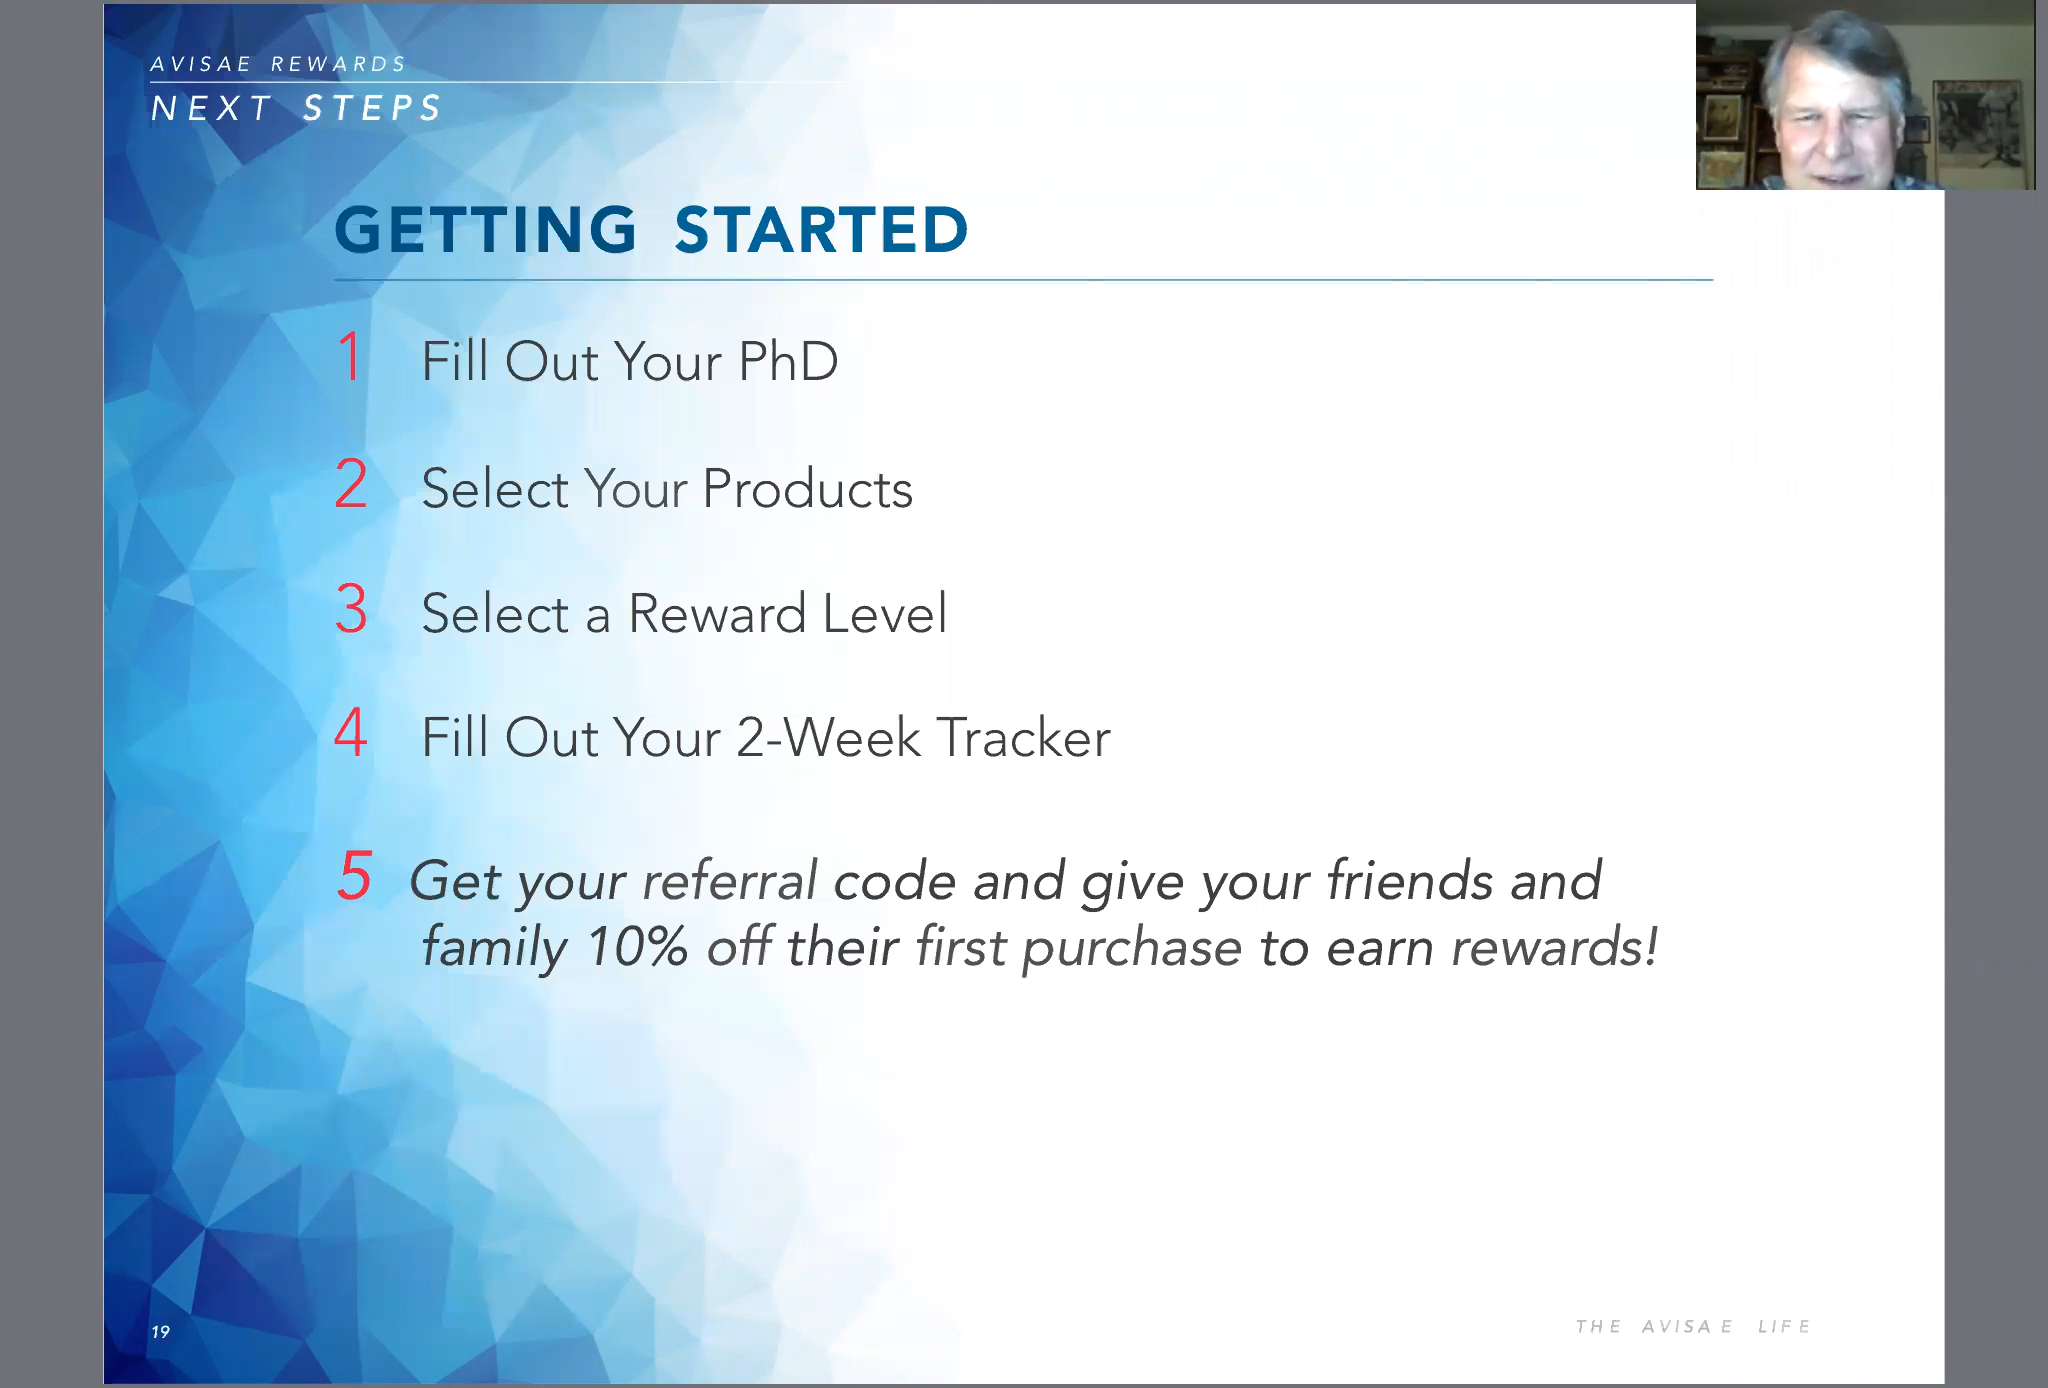 AVISAE REWARDS
NEXT STEPS
GETTING STARTED
1 Fill Out Your PhD
2 Select Your Products
3 Select a Reward Level
4 Fill Out Your 2-Week Tracker
5 Get your referral code and give your friends and
family 10% off their first purchase to earn rewards!
19
THE AVISAE LIFE